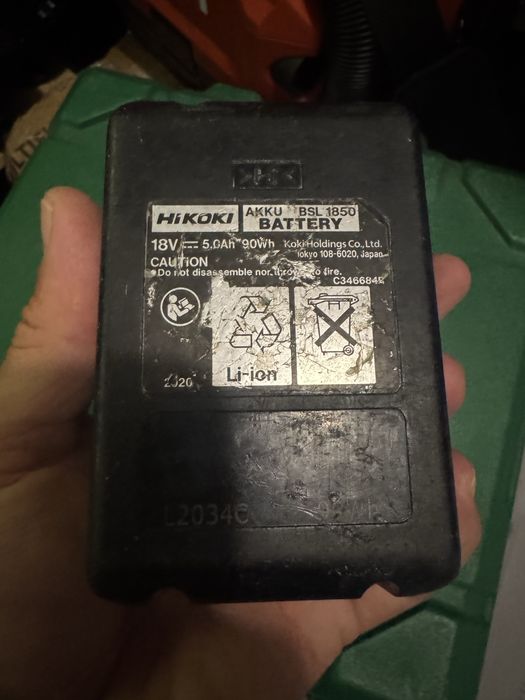 HiKOKI
AKKU BSL 1850
BATTERY
18V 5.0Ah 90Wh Koki Holdings Co., Ltd.
Tokyo 108-6020, Japan
CAUTION
• Do not disassemble nor throw into fire.
Li-ion
2020